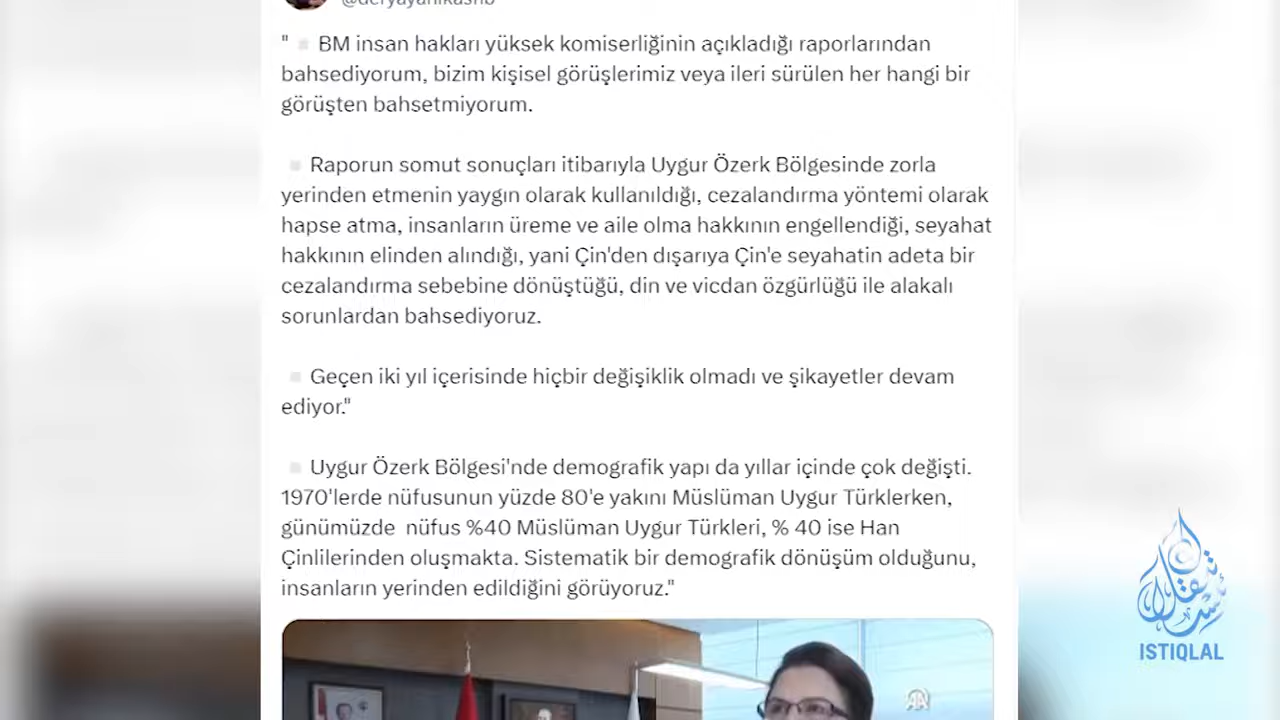 " BM insan hakları yüksek komiserliğinin açıkladığı raporlarından
bahsediyorum, bizim kişisel görüşlerimiz veya ileri sürülen her hangi bir
görüşten bahsetmiyorum.
Raporun somut sonuçları itibarıyla Uygur Özerk Bölgesinde zorla
yerinden etmenin yaygın olarak kullanıldığı, cezalandırma yöntemi olarak
hapse atma, insanların üreme ve aile olma hakkının engellendiği, seyahat
hakkının elinden alındığı, yani Çin'den dışarıya Çin'e seyahatin adeta bir
cezalandırma sebebine dönüştüğü, din ve vicdan özgürlüğü ile alakalı
sorunlardan bahsediyoruz.
Geçen iki yıl içerisinde hiçbir değişiklik olmadı ve şikayetler devam
ediyor."
Uygur Özerk Bölgesi'nde demografik yapı da yıllar içinde çok değişti.
1970'lerde nüfusunun yüzde 80'e yakını Müslüman Uygur Türklerken,
günümüzde nüfus %40 Müslüman Uygur Türkleri, % 40 ise Han
Çinlilerinden oluşmakta. Sistematik bir demografik dönüşüm olduğunu,
insanların yerinden edildiğini görüyoruz."
AA
ISTIQLAL